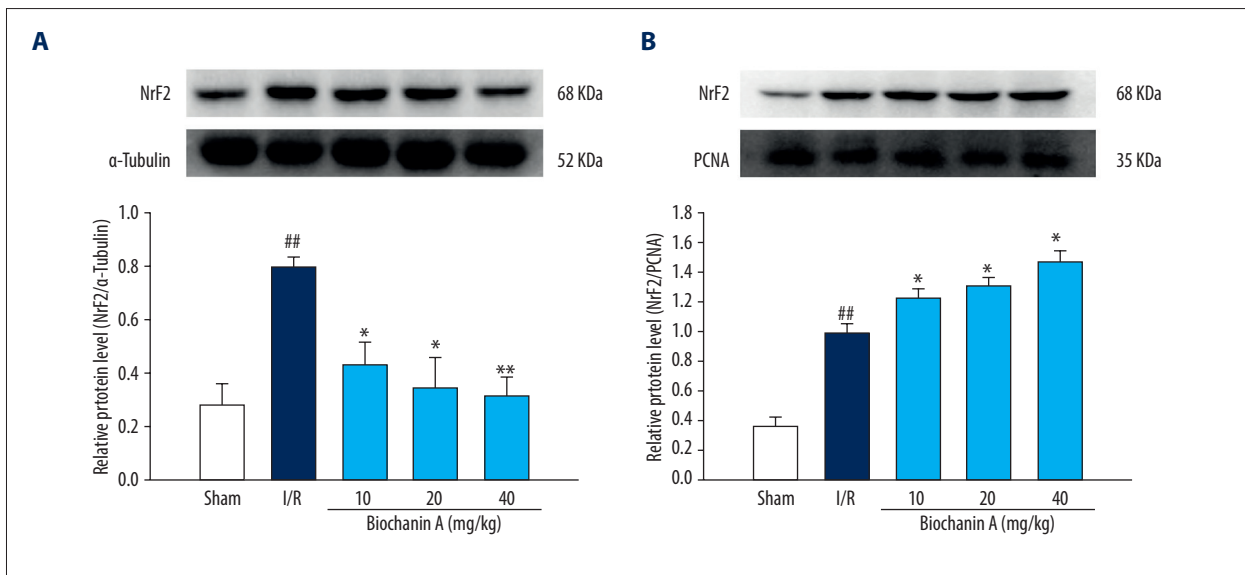 A
NrF2
68 KDa
α-Tubulin
52 KDa
Relative prtotein level (NrF2/α-Tubulin)
1.0
0.8
0.6
0.4
0.2
0.0
##
*
*
**
Sham
I/R
10
20
40
Biochanin A (mg/kg)
B
NrF2
68 KDa
PCNA
35 KDa
Relative prtotein level (NrF2/PCNA)
1.8
1.6
1.4
1.2
1.0
0.8
0.6
0.4
0.2
0.0
##
*
*
*
Sham
I/R
10
20
40
Biochanin A (mg/kg)